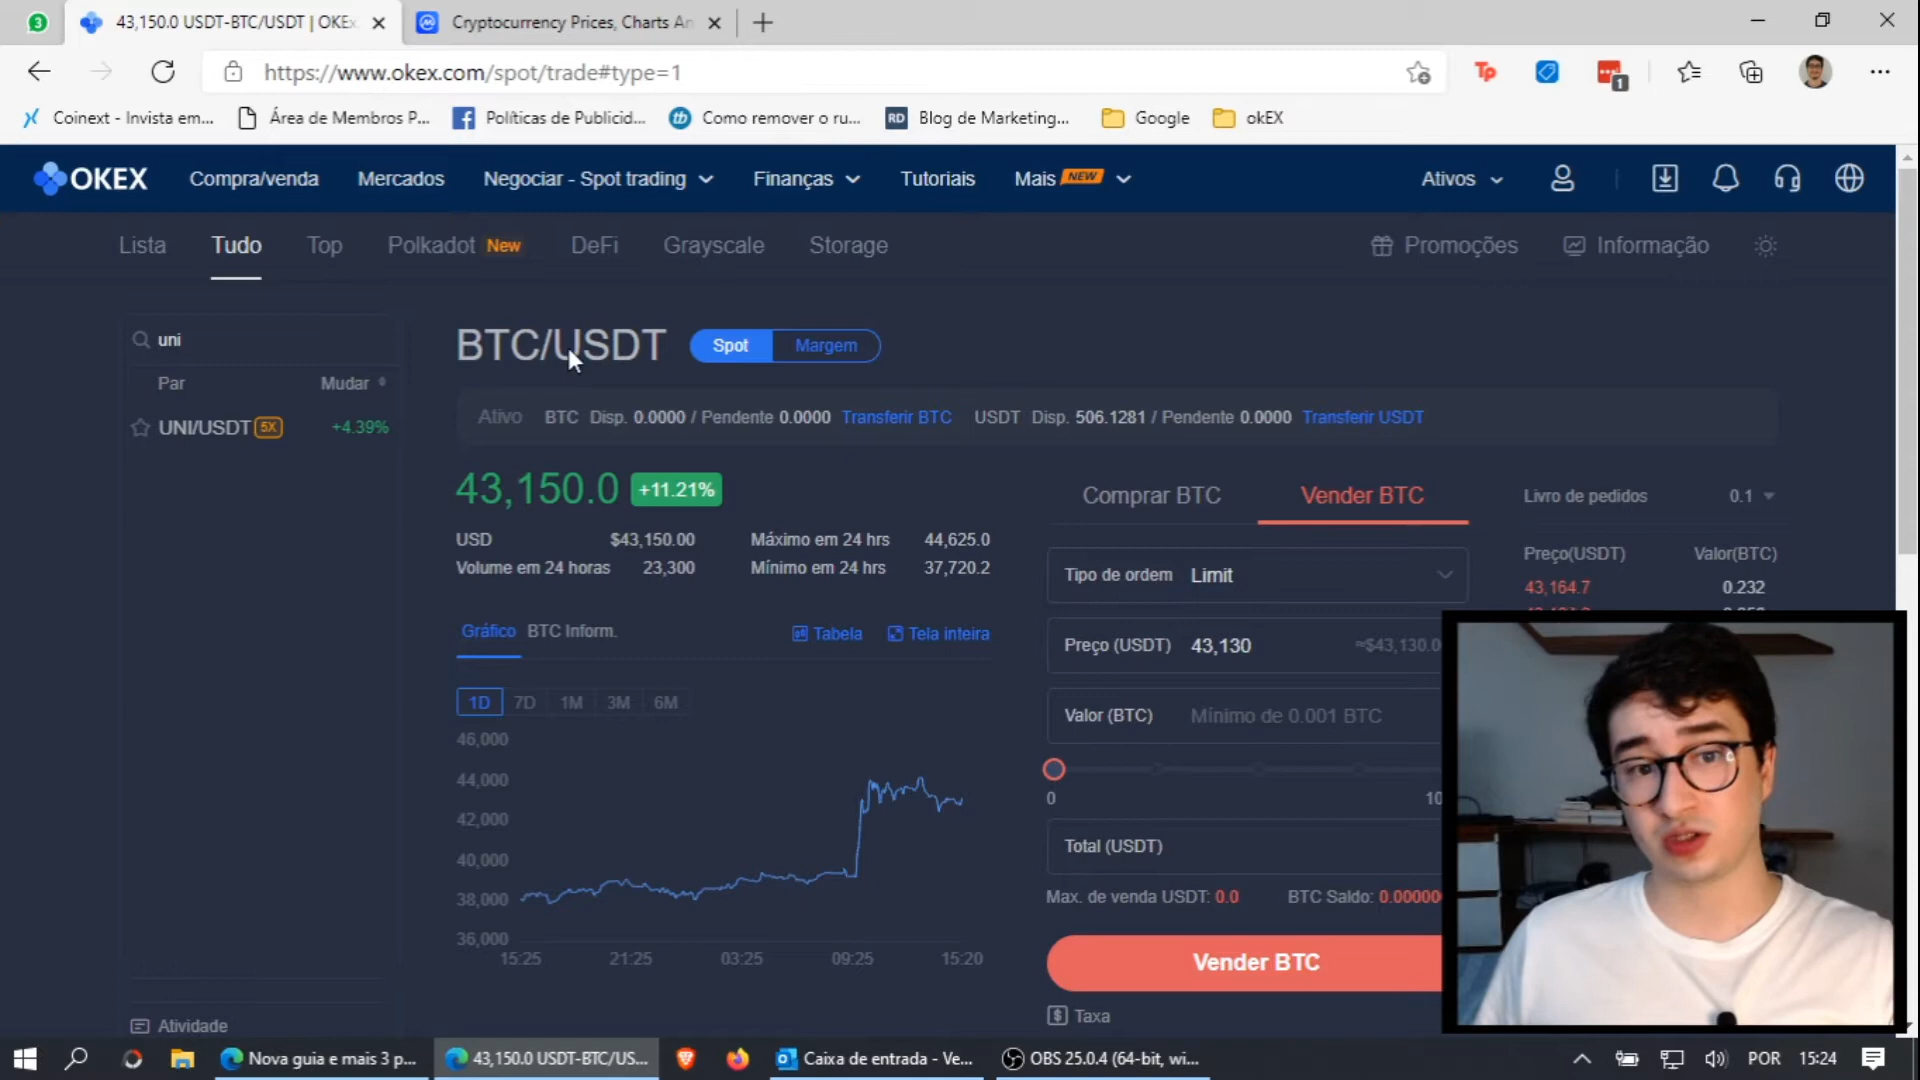 3
43,150.0 USDT-BTC/USDT | OKEx
Cryptocurrency Prices, Charts An
https://www.okex.com/spot/trade#type=1
Tp
1
Coinext - Invista em...
Área de Membros P...
Políticas de Publicid...
tb
Como remover o ru...
RD
Blog de Marketing...
Google
okEX
OKEX
Compra/venda
Mercados
Negociar - Spot trading
Finanças
Tutoriais
Mais NEW
Ativos
Lista
Tudo
Top
Polkadot New
DeFi
Grayscale
Storage
Promoções
Informação
uni
Par
Mudar
UNI/USDT 5X +4.39%
BTC/USDT
Spot
Margem
Ativo BTC Disp. 0.0000 / Pendente 0.0000 Transferir BTC USDT Disp. 506.1281 / Pendente 0.0000 Transferir USDT
43,150.0 +11.21%
USD $43,150.00 Máximo em 24 hrs 44,625.0
Volume em 24 horas 23,300 Mínimo em 24 hrs 37,720.2
Gráfico BTC Inform.
Tabela
Tela inteira
1D 7D 1M 3M 6M
46,000
44,000
42,000
40,000
38,000
36,000
15:25 21:25 03:25 09:25 15:20
Comprar BTC
Vender BTC
Tipo de ordem Limit
Preço (USDT) 43,130 ≈$43,130.0
Valor (BTC) Mínimo de 0.001 BTC
0
10
Total (USDT)
Max. de venda USDT: 0.0 BTC Saldo: 0.00000
Vender BTC
$ Taxa
Livro de pedidos 0.1
Preço(USDT) Valor(BTC)
43,164.7 0.232
Atividade
Nova guia e mais 3 p...
43,150.0 USDT-BTC/US...
Caixa de entrada - Ve...
OBS 25.0.4 (64-bit, wi...
POR
15:24